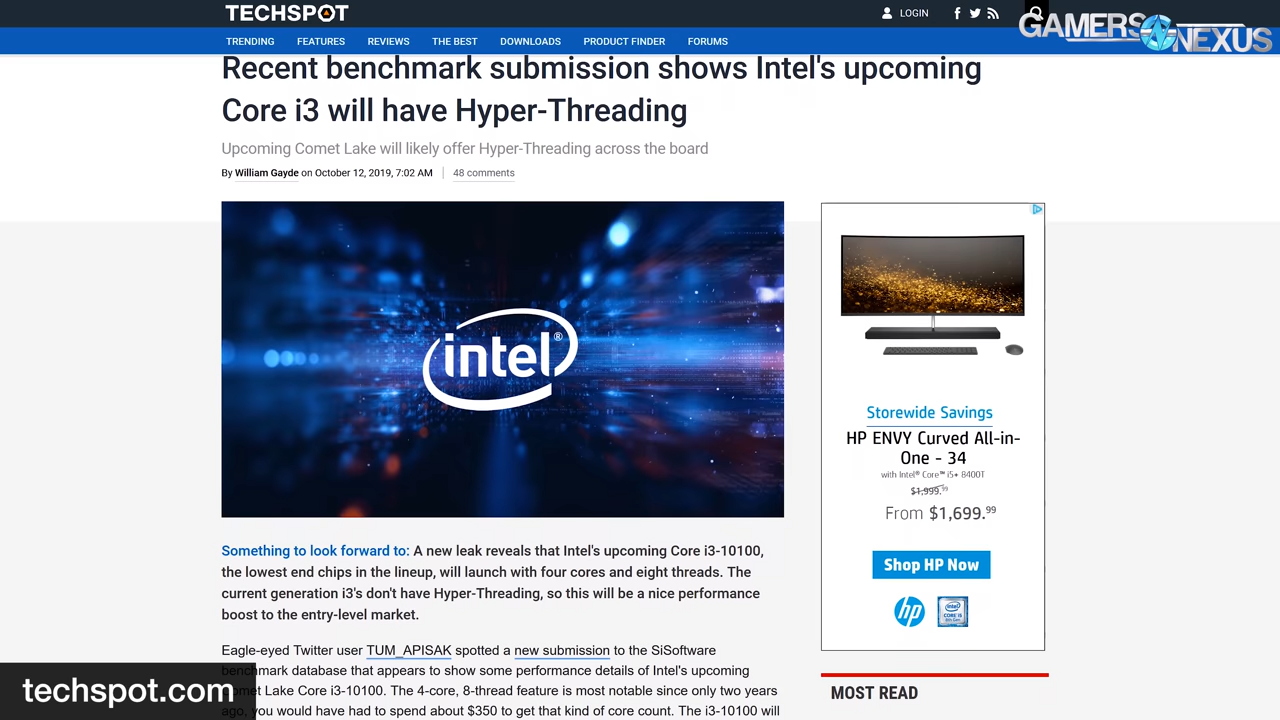 TECHSPOT
LOGIN
GAMERS NEXUS
TRENDING FEATURES REVIEWS THE BEST DOWNLOADS PRODUCT FINDER FORUMS
Recent benchmark submission shows Intel's upcoming
Core i3 will have Hyper-Threading
Upcoming Comet Lake will likely offer Hyper-Threading across the board
By William Gayde on October 12, 2019, 7:02 AM 48 comments
intel®
Something to look forward to: A new leak reveals that Intel's upcoming Core i3-10100,
the lowest end chips in the lineup, will launch with four cores and eight threads. The
current generation i3's don't have Hyper-Threading, so this will be a nice performance
boost to the entry-level market.
Eagle-eyed Twitter user TUM_APISAK spotted a new submission to the SiSoftware
benchmark database that appears to show some performance details of Intel's upcoming
Comet Lake Core i3-10100. The 4-core, 8-thread feature is most notable since only two years
ago, you would have had to spend about $350 to get that kind of core count. The i3-10100 will
Storewide Savings
HP ENVY Curved All-in-
One - 34
with Intel® Core™ i5+ 8400T
$1,999.99
From $1,699.99
Shop HP Now
hp
intel CORE i5
MOST READ
techspot.com